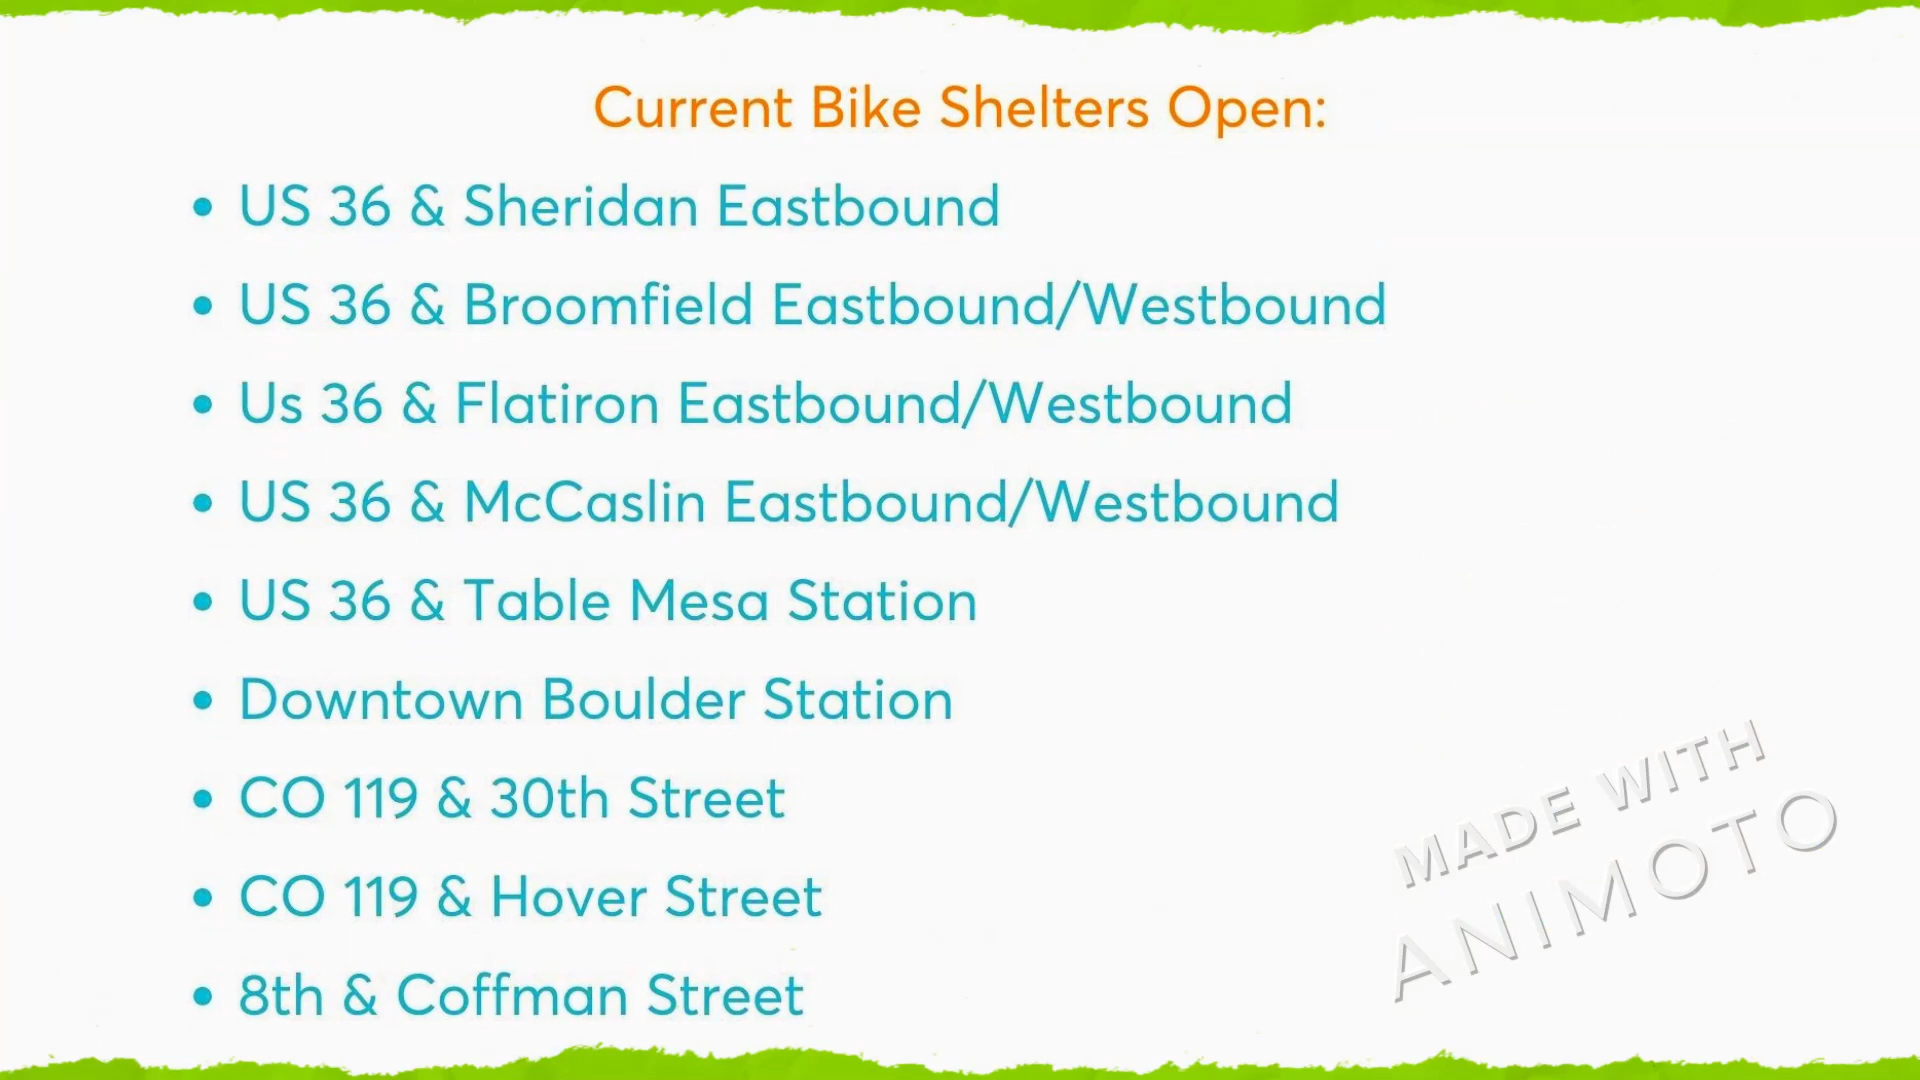 Current Bike Shelters Open:
• US 36 & Sheridan Eastbound
• US 36 & Broomfield Eastbound/Westbound
• Us 36 & Flatiron Eastbound/Westbound
• US 36 & McCaslin Eastbound/Westbound
• US 36 & Table Mesa Station
• Downtown Boulder Station
• CO 119 & 30th Street
• CO 119 & Hover Street
• 8th & Coffman Street
MADE WITH
ANIMOTO